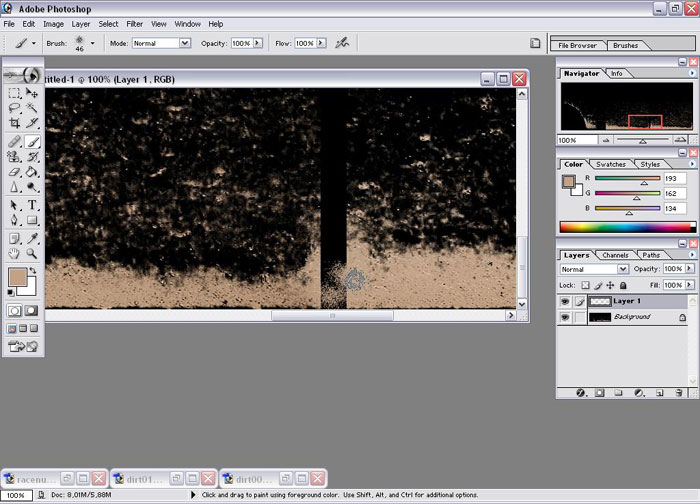 Adobe Photoshop
File Edit Image Layer Select Filter View Window Help
Brush: 46 Mode: Normal Opacity: 100% Flow: 100% File Browser Brushes
titled-1 @ 100% (Layer 1, RGB)
Navigator Info
100%
Color Swatches Styles
R 193
G 162
B 134
Layers Channels Paths
Normal Opacity: 100%
Lock: Fill: 100%
Layer 1
Background
T
racenu... dirt01... dirt00...
100% Doc: 8,01M/5,88M Click and drag to paint using foreground color. Use Shift, Alt, and Ctrl for additional options.